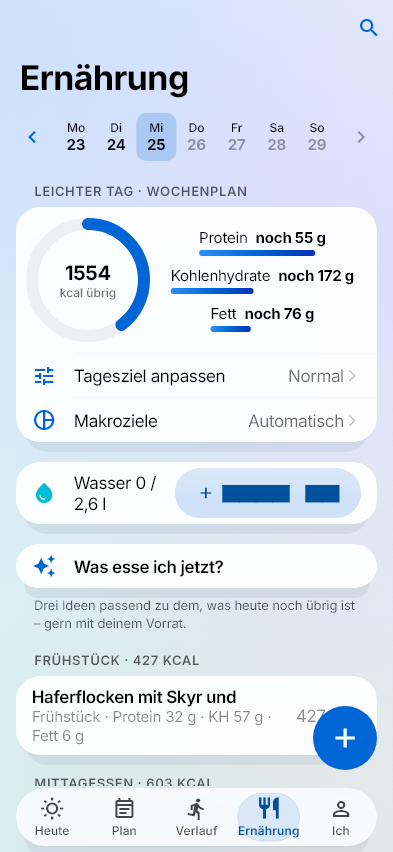 Ernährung
Mo Di Mi Do Fr Sa So
23 24 25 26 27 28 29
LEICHTER TAG · WOCHENPLAN
1554
kcal übrig
Protein noch 55 g
Kohlenhydrate noch 172 g
Fett noch 76 g
Tagesziel anpassen Normal
Makroziele Automatisch
Wasser 0 /
2,6 l
+
Was esse ich jetzt?
Drei Ideen passend zu dem, was heute noch übrig ist
– gern mit deinem Vorrat.
FRÜHSTÜCK · 427 KCAL
Haferflocken mit Skyr und
Frühstück · Protein 32 g · KH 57 g ·
Fett 6 g
427
+
MITTAGESSEN · 603 KCAL
Heute Plan Verlauf Ernährung Ich